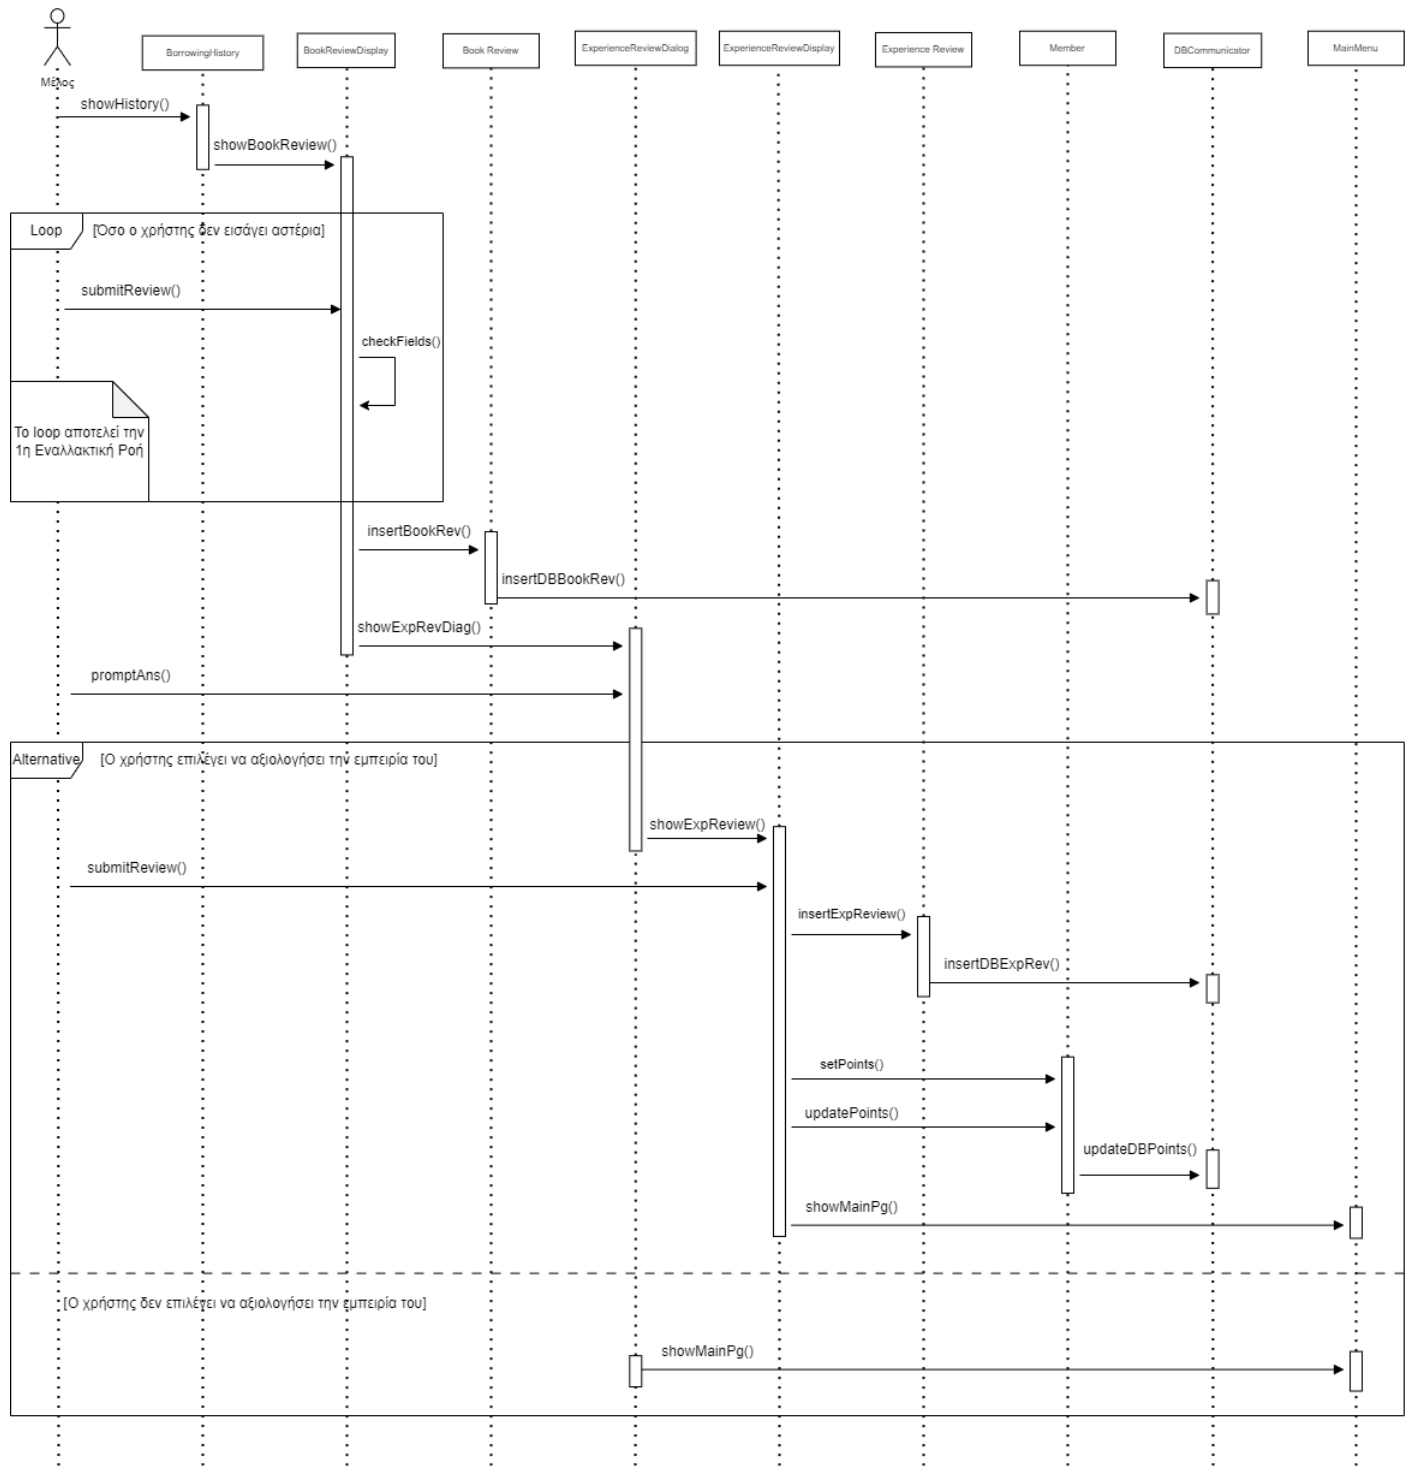 Μέλος
BorrowingHistory
BookReviewDisplay
Book Review
ExperienceReviewDialog
ExperienceReviewDisplay
Experience Review
Member
DBCommunicator
MainMenu
showHistory()
showBookReview()
Loop
[Όσο ο χρήστης δεν εισάγει αστέρια]
submitReview()
checkFields()
Το loop αποτελεί την
1η Εναλλακτική Ροή
insertBookRev()
insertDBBookRev()
showExpRevDiag()
promptAns()
Alternative
[Ο χρήστης επιλέγει να αξιολογήσει την εμπειρία του]
showExpReview()
submitReview()
insertExpReview()
insertDBExpRev()
setPoints()
updatePoints()
updateDBPoints()
showMainPg()
[Ο χρήστης δεν επιλέγει να αξιολογήσει την εμπειρία του]
showMainPg()